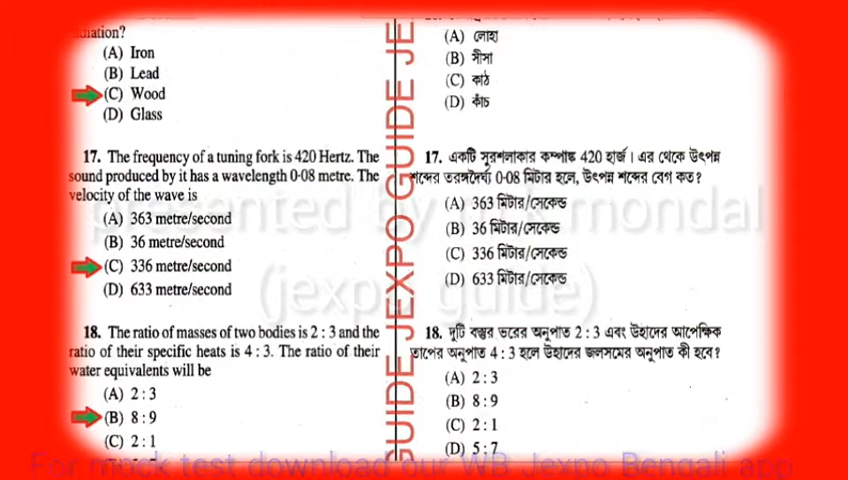 diation?
(A) Iron
(B) Lead
(C) Wood
(D) Glass
17. The frequency of a tuning fork is 420 Hertz. The
sound produced by it has a wavelength 0·08 metre. The
velocity of the wave is
(A) 363 metre/second
(B) 36 metre/second
(C) 336 metre/second
(D) 633 metre/second
18. The ratio of masses of two bodies is 2 : 3 and the
ratio of their specific heats is 4 : 3. The ratio of their
water equivalents will be
(A) 2 : 3
(B) 8 : 9
(C) 2 : 1
GUIDE JEXPO GUIDE JE
(A) লোহা
(B) সীসা
(C) কাঠ
(D) কাঁচ
17. একটি সুরশলাকার কম্পাঙ্ক 420 হার্জ। এর থেকে উৎপন্ন
শব্দের তরঙ্গদৈর্ঘ্য 0·08 মিটার হলে, উৎপন্ন শব্দের বেগ কত?
(A) 363 মিটার/সেকেন্ড
(B) 36 মিটার/সেকেন্ড
(C) 336 মিটার/সেকেন্ড
(D) 633 মিটার/সেকেন্ড
18. দুটি বস্তুর ভরের অনুপাত 2 : 3 এবং উহাদের আপেক্ষিক
তাপের অনুপাত 4 : 3 হলে উহাদের জলসমের অনুপাত কী হবে?
(A) 2 : 3
(B) 8 : 9
(C) 2 : 1
(D) 5 : 7
presented by mondal
(jexpo guide)
For mock test download our WB Jexpo Bengali app